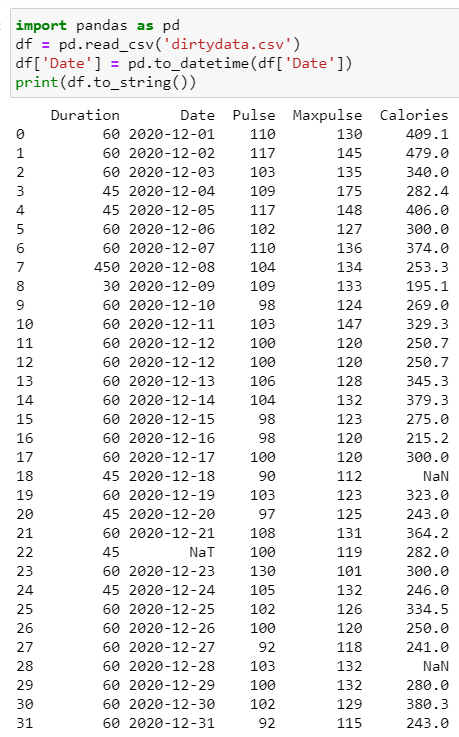 import pandas as pd
df = pd.read_csv('dirtydata.csv')
df['Date'] = pd.to_datetime(df['Date'])
print(df.to_string())
Duration Date Pulse Maxpulse Calories
0 60 2020-12-01 110 130 409.1
1 60 2020-12-02 117 145 479.0
2 60 2020-12-03 103 135 340.0
3 45 2020-12-04 109 175 282.4
4 45 2020-12-05 117 148 406.0
5 60 2020-12-06 102 127 300.0
6 60 2020-12-07 110 136 374.0
7 450 2020-12-08 104 134 253.3
8 30 2020-12-09 109 133 195.1
9 60 2020-12-10 98 124 269.0
10 60 2020-12-11 103 147 329.3
11 60 2020-12-12 100 120 250.7
12 60 2020-12-12 100 120 250.7
13 60 2020-12-13 106 128 345.3
14 60 2020-12-14 104 132 379.3
15 60 2020-12-15 98 123 275.0
16 60 2020-12-16 98 120 215.2
17 60 2020-12-17 100 120 300.0
18 45 2020-12-18 90 112 NaN
19 60 2020-12-19 103 123 323.0
20 45 2020-12-20 97 125 243.0
21 60 2020-12-21 108 131 364.2
22 45 NaT 100 119 282.0
23 60 2020-12-23 130 101 300.0
24 45 2020-12-24 105 132 246.0
25 60 2020-12-25 102 126 334.5
26 60 2020-12-26 100 120 250.0
27 60 2020-12-27 92 118 241.0
28 60 2020-12-28 103 132 NaN
29 60 2020-12-29 100 132 280.0
30 60 2020-12-30 102 129 380.3
31 60 2020-12-31 92 115 243.0